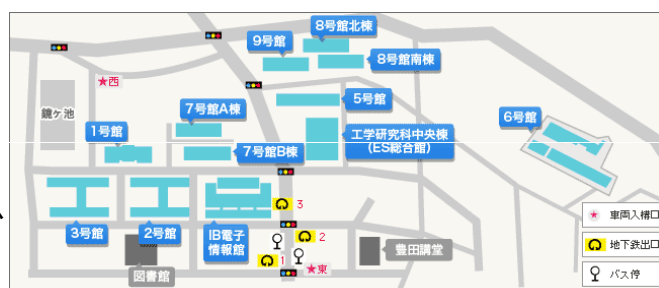 8号館北棟
9号館
8号館南棟
★西
鏡ヶ池
7号館A棟
5号館
6号館
1号館
7号館B棟
工学研究科中央棟
(ES総合館)
3
3号館
2号館
IB電子
情報館
2
豊田講堂
図書館
1
★東
★ 車両入構口
地下鉄出口
バス停